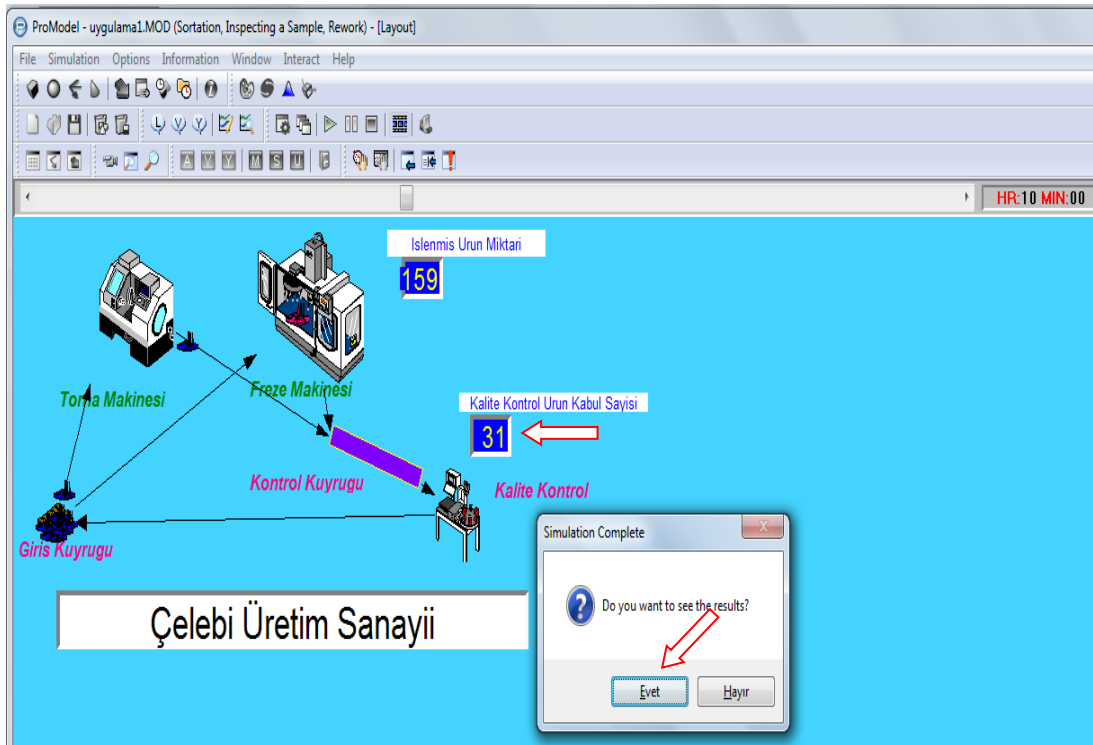 ProModel - uygulama1.MOD (Sortation, Inspecting a Sample, Rework) - [Layout]
File Simulation Options Information Window Interact Help
L V Y
A V Y M S U
HR:10 MIN:00
Islenmis Urun Miktari
159
Torna Makinesi
Freze Makinesi
Kalite Kontrol Urun Kabul Sayisi
31
Kontrol Kuyrugu
Kalite Kontrol
Giris Kuyrugu
Simulation Complete
Do you want to see the results?
Evet Hayır
Çelebi Üretim Sanayii